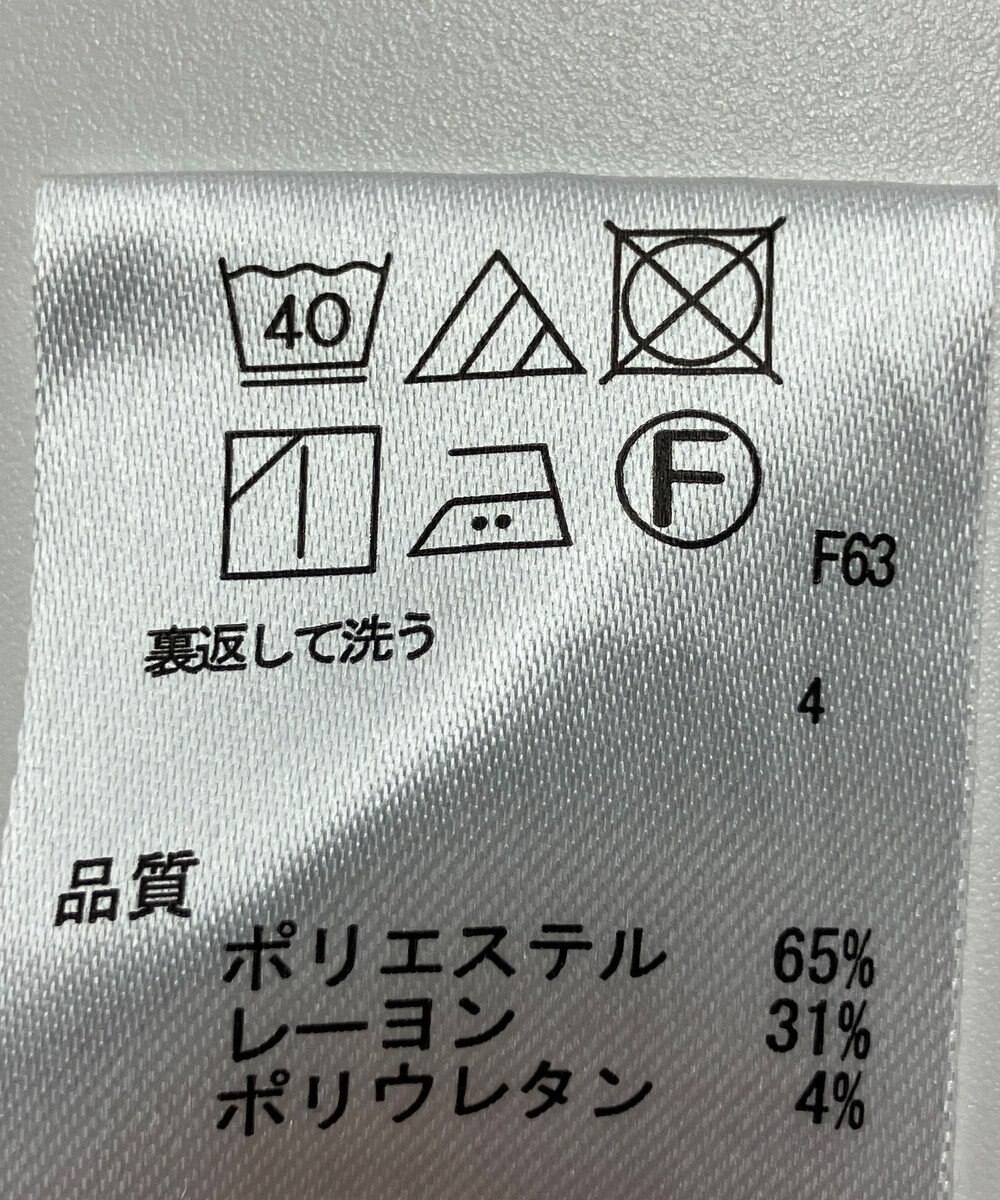 40
F
F63
裏返して洗う
4
品質
ポリエステル 65%
レーヨン 31%
ポリウレタン 4%